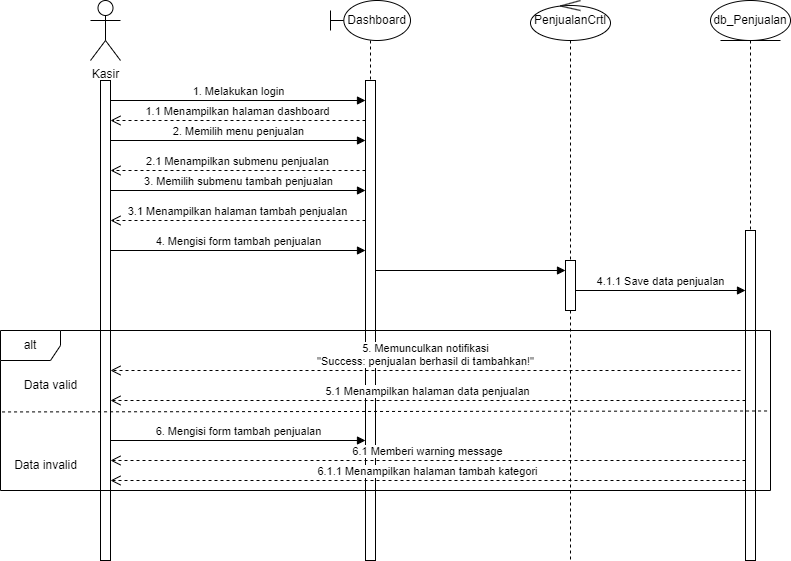 Dashboard
PenjualanCrtl
db_Penjualan
Kasir
1. Melakukan login
1.1 Menampilkan halaman dashboard
2. Memilih menu penjualan
2.1 Menampilkan submenu penjualan
3. Memilih submenu tambah penjualan
3.1 Menampilkan halaman tambah penjualan
4. Mengisi form tambah penjualan
4.1.1 Save data penjualan
alt
5. Memunculkan notifikasi
"Success: penjualan berhasil di tambahkan!"
Data valid
5.1 Menampilkan halaman data penjualan
6. Mengisi form tambah penjualan
6.1 Memberi warning message
Data invalid
6.1.1 Menampilkan halaman tambah kategori